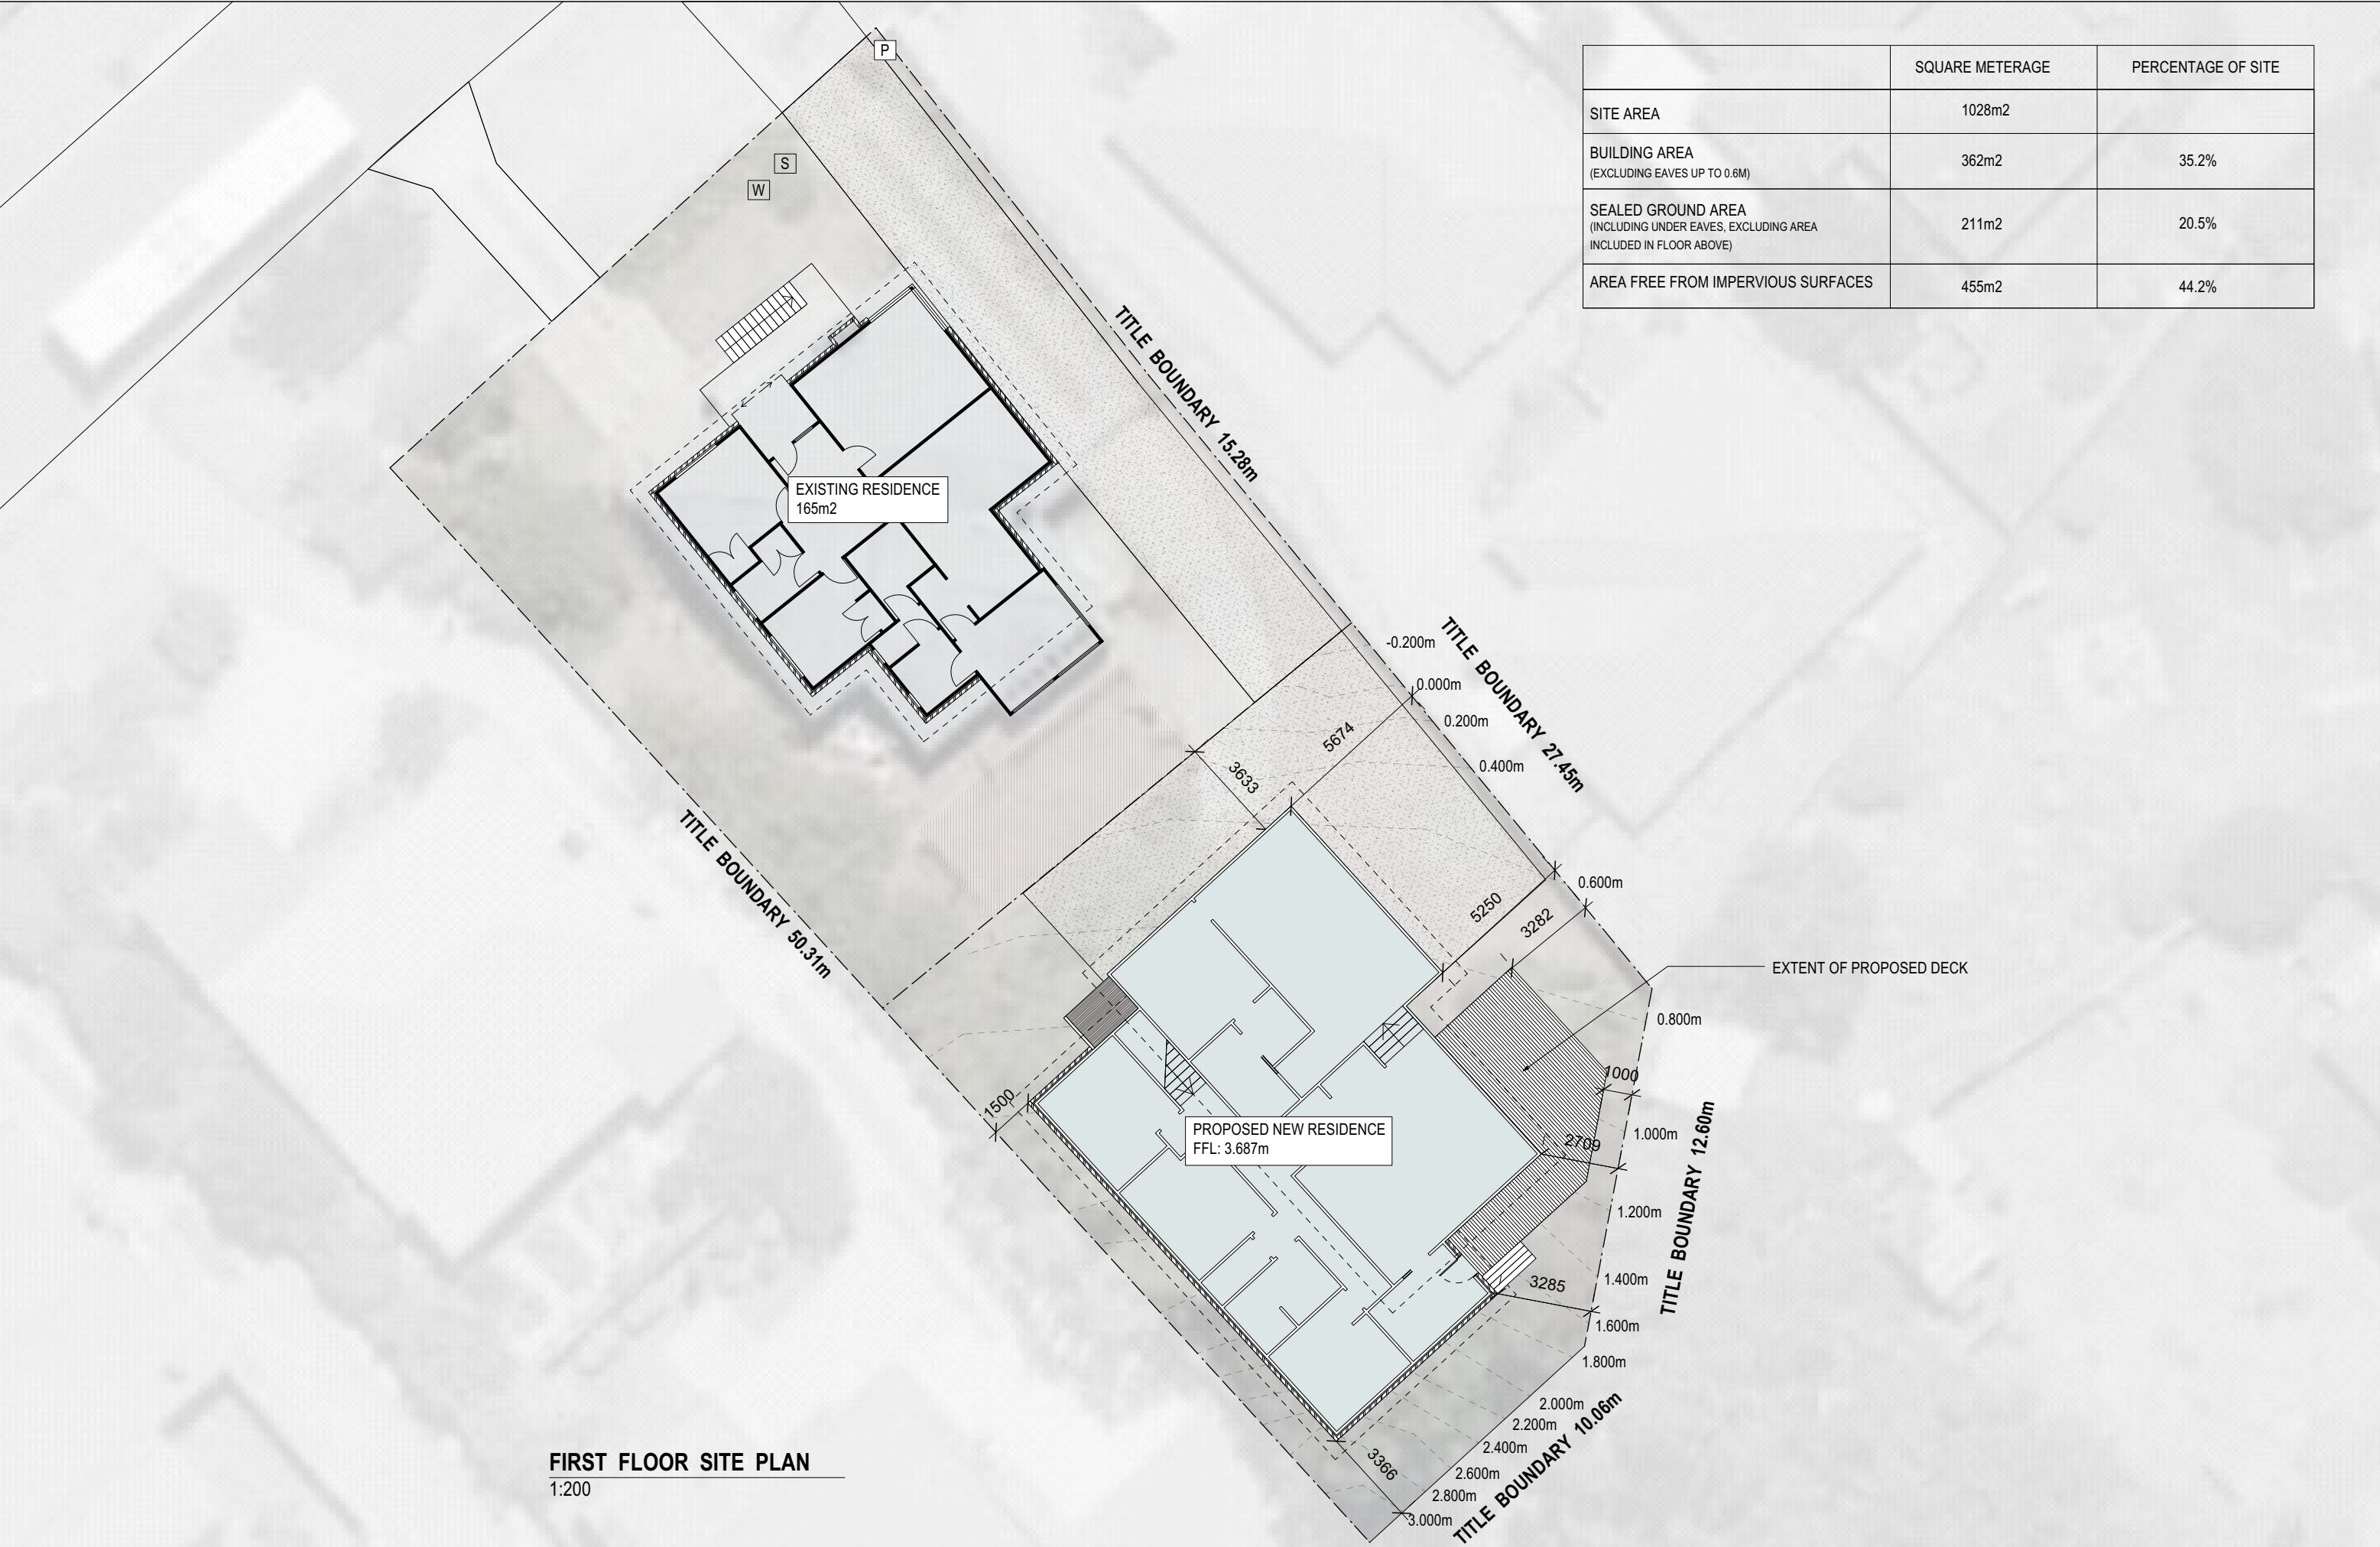 P
S
W
SQUARE METERAGE PERCENTAGE OF SITE
SITE AREA 1028m2
BUILDING AREA 362m2 35.2%
(EXCLUDING EAVES UP TO 0.6M)
SEALED GROUND AREA 211m2 20.5%
(INCLUDING UNDER EAVES, EXCLUDING AREA
INCLUDED IN FLOOR ABOVE)
AREA FREE FROM IMPERVIOUS SURFACES 455m2 44.2%
TITLE BOUNDARY 15.28m
EXISTING RESIDENCE
165m2
TITLE BOUNDARY 27.45m
-0.200m
0.000m
0.200m
0.400m
5674
3633
TITLE BOUNDARY 50.31m
0.600m
5250
3282
EXTENT OF PROPOSED DECK
0.800m
1000
1500
PROPOSED NEW RESIDENCE
FFL: 3.687m
2709
1.000m
TITLE BOUNDARY 12.60m
1.200m
1.400m
3285
1.600m
1.800m
2.000m
2.200m
2.400m
2.600m
2.800m
3.000m
TITLE BOUNDARY 10.06m
3366
FIRST FLOOR SITE PLAN
1:200